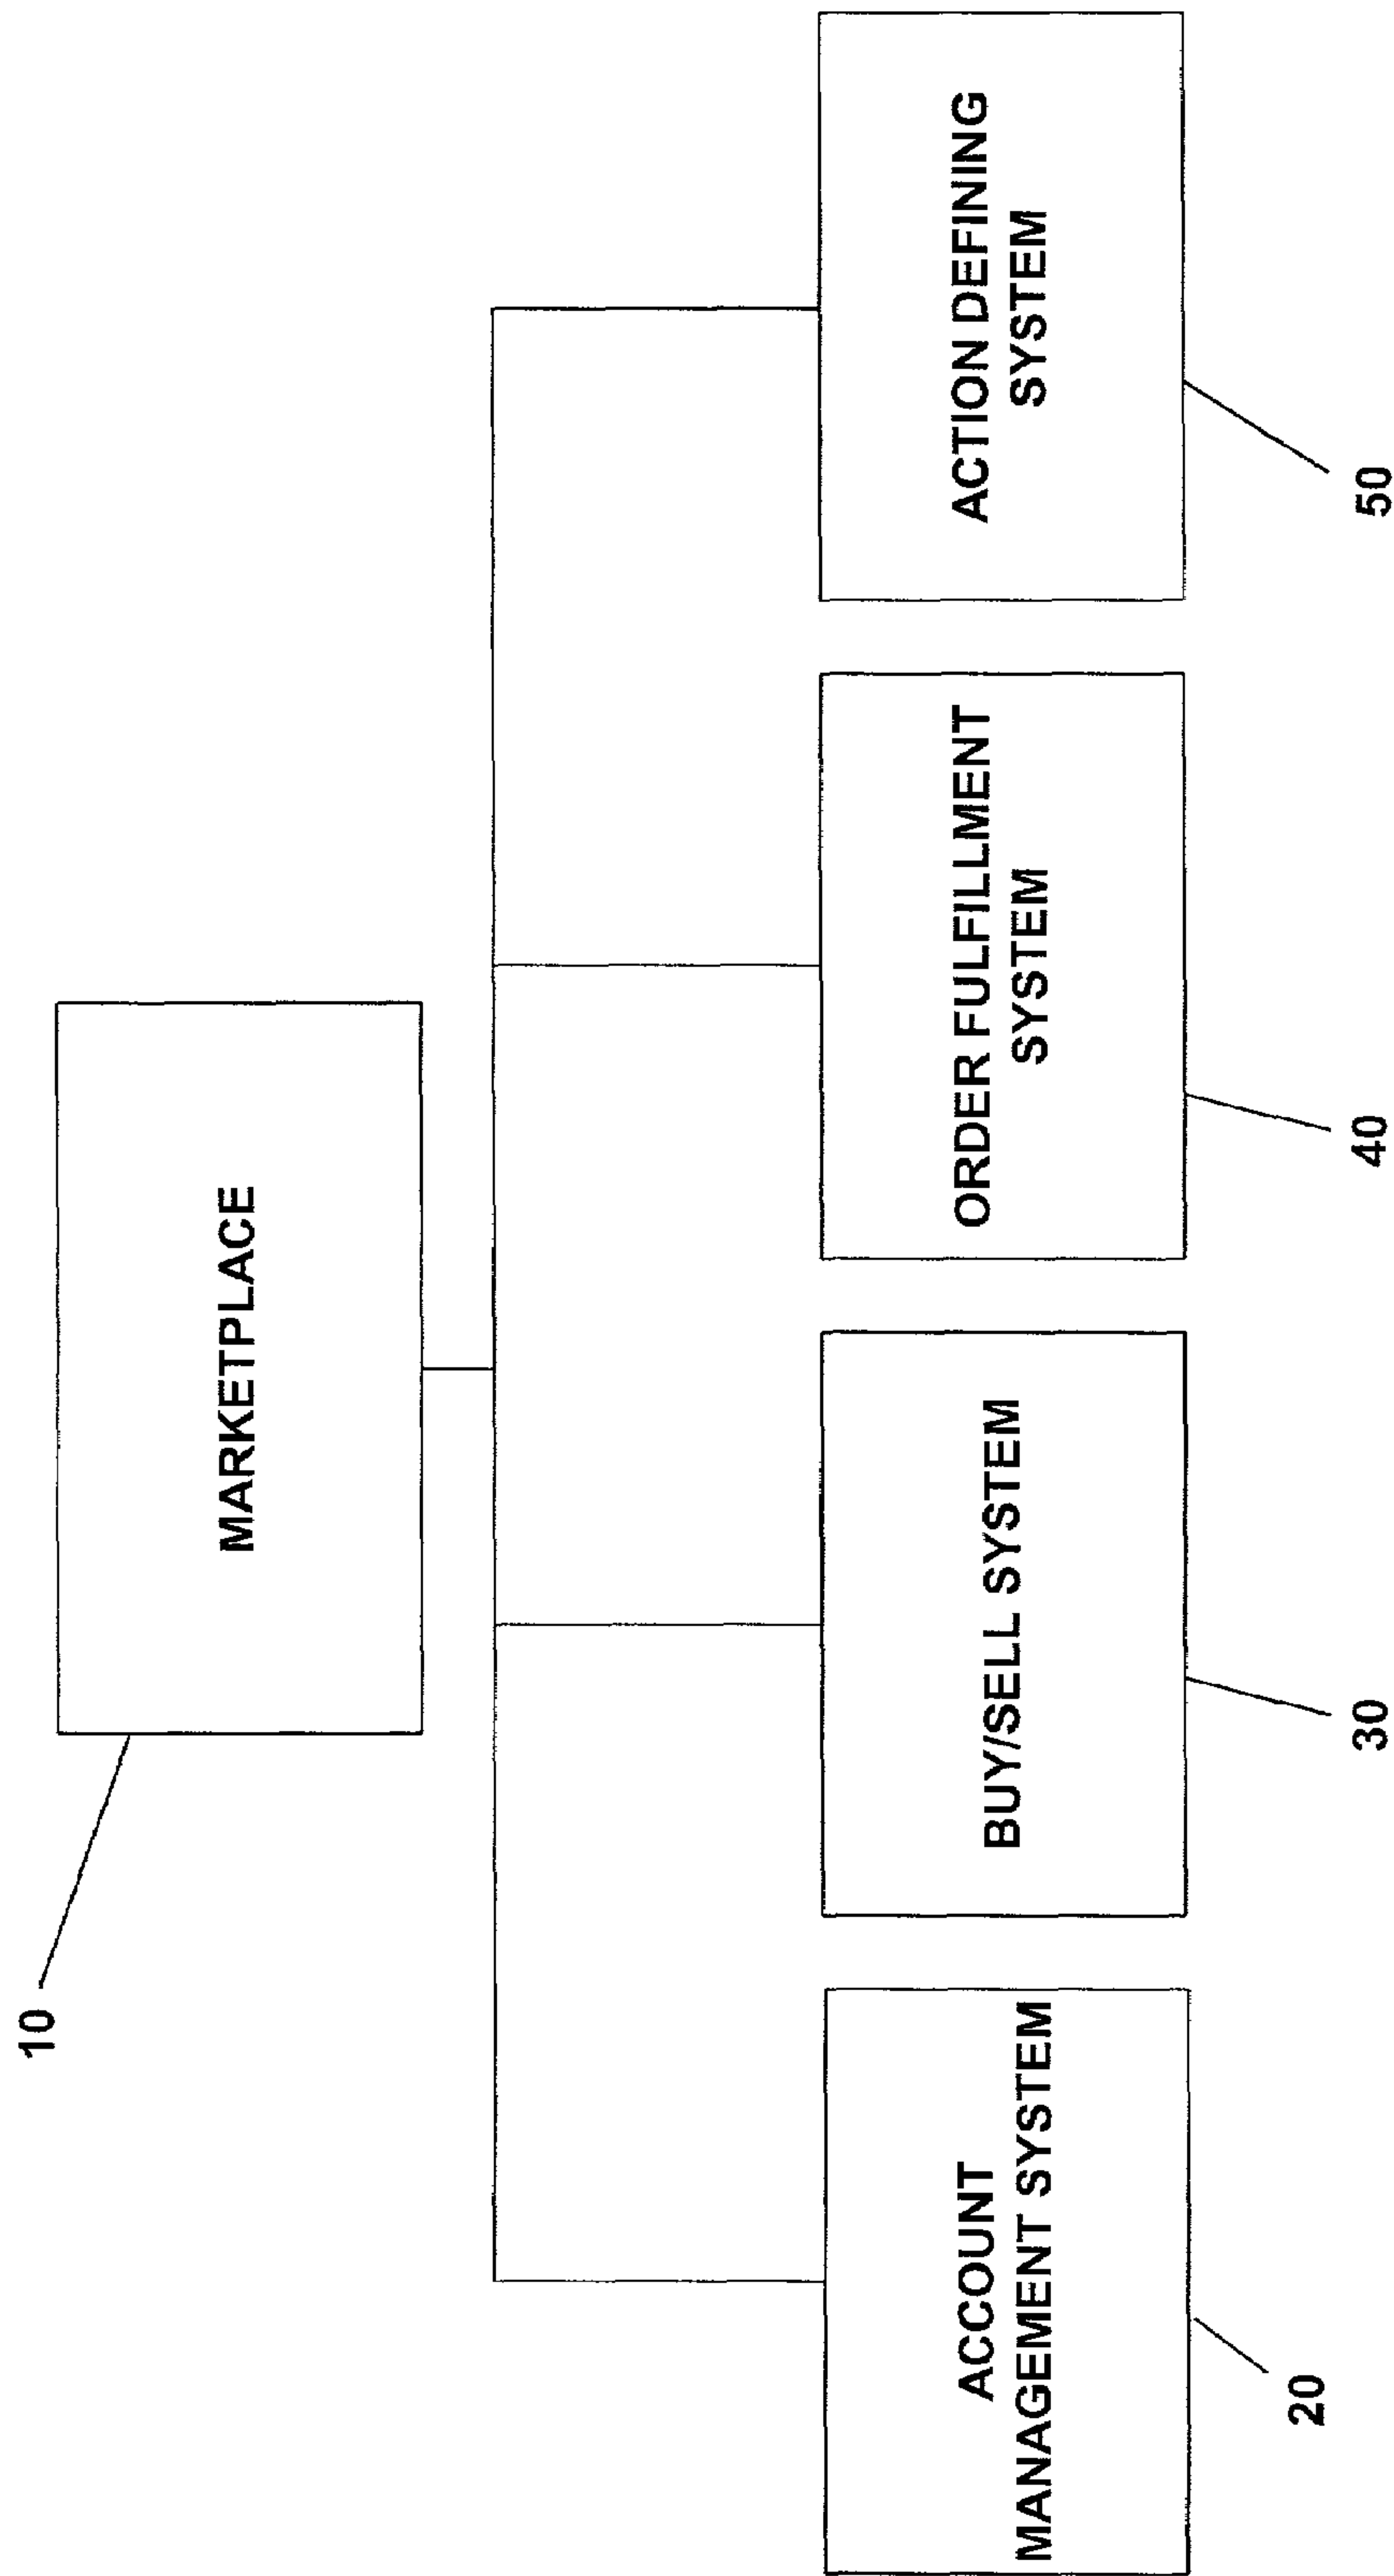 10
MARKETPLACE
ACCOUNT
MANAGEMENT SYSTEM
20
BUY/SELL SYSTEM
30
ORDER FULFILLMENT
SYSTEM
40
ACTION DEFINING
SYSTEM
50